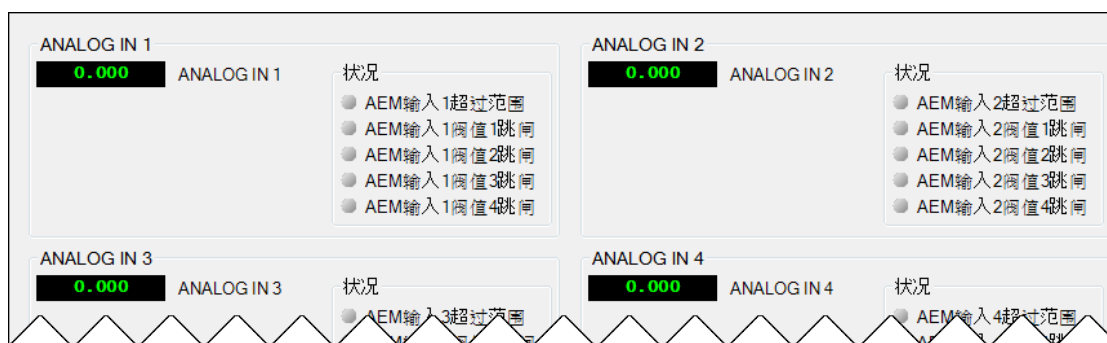 ANALOG IN 1
0.000 ANALOG IN 1
状况
AEM输入1超过范围
AEM输入1阀值1跳闸
AEM输入1阀值2跳闸
AEM输入1阀值3跳闸
AEM输入1阀值4跳闸
ANALOG IN 2
0.000 ANALOG IN 2
状况
AEM输入2超过范围
AEM输入2阀值1跳闸
AEM输入2阀值2跳闸
AEM输入2阀值3跳闸
AEM输入2阀值4跳闸
ANALOG IN 3
0.000 ANALOG IN 3
状况
AEM输入3超过范围
ANALOG IN 4
0.000 ANALOG IN 4
状况
AEM输入4超过范围